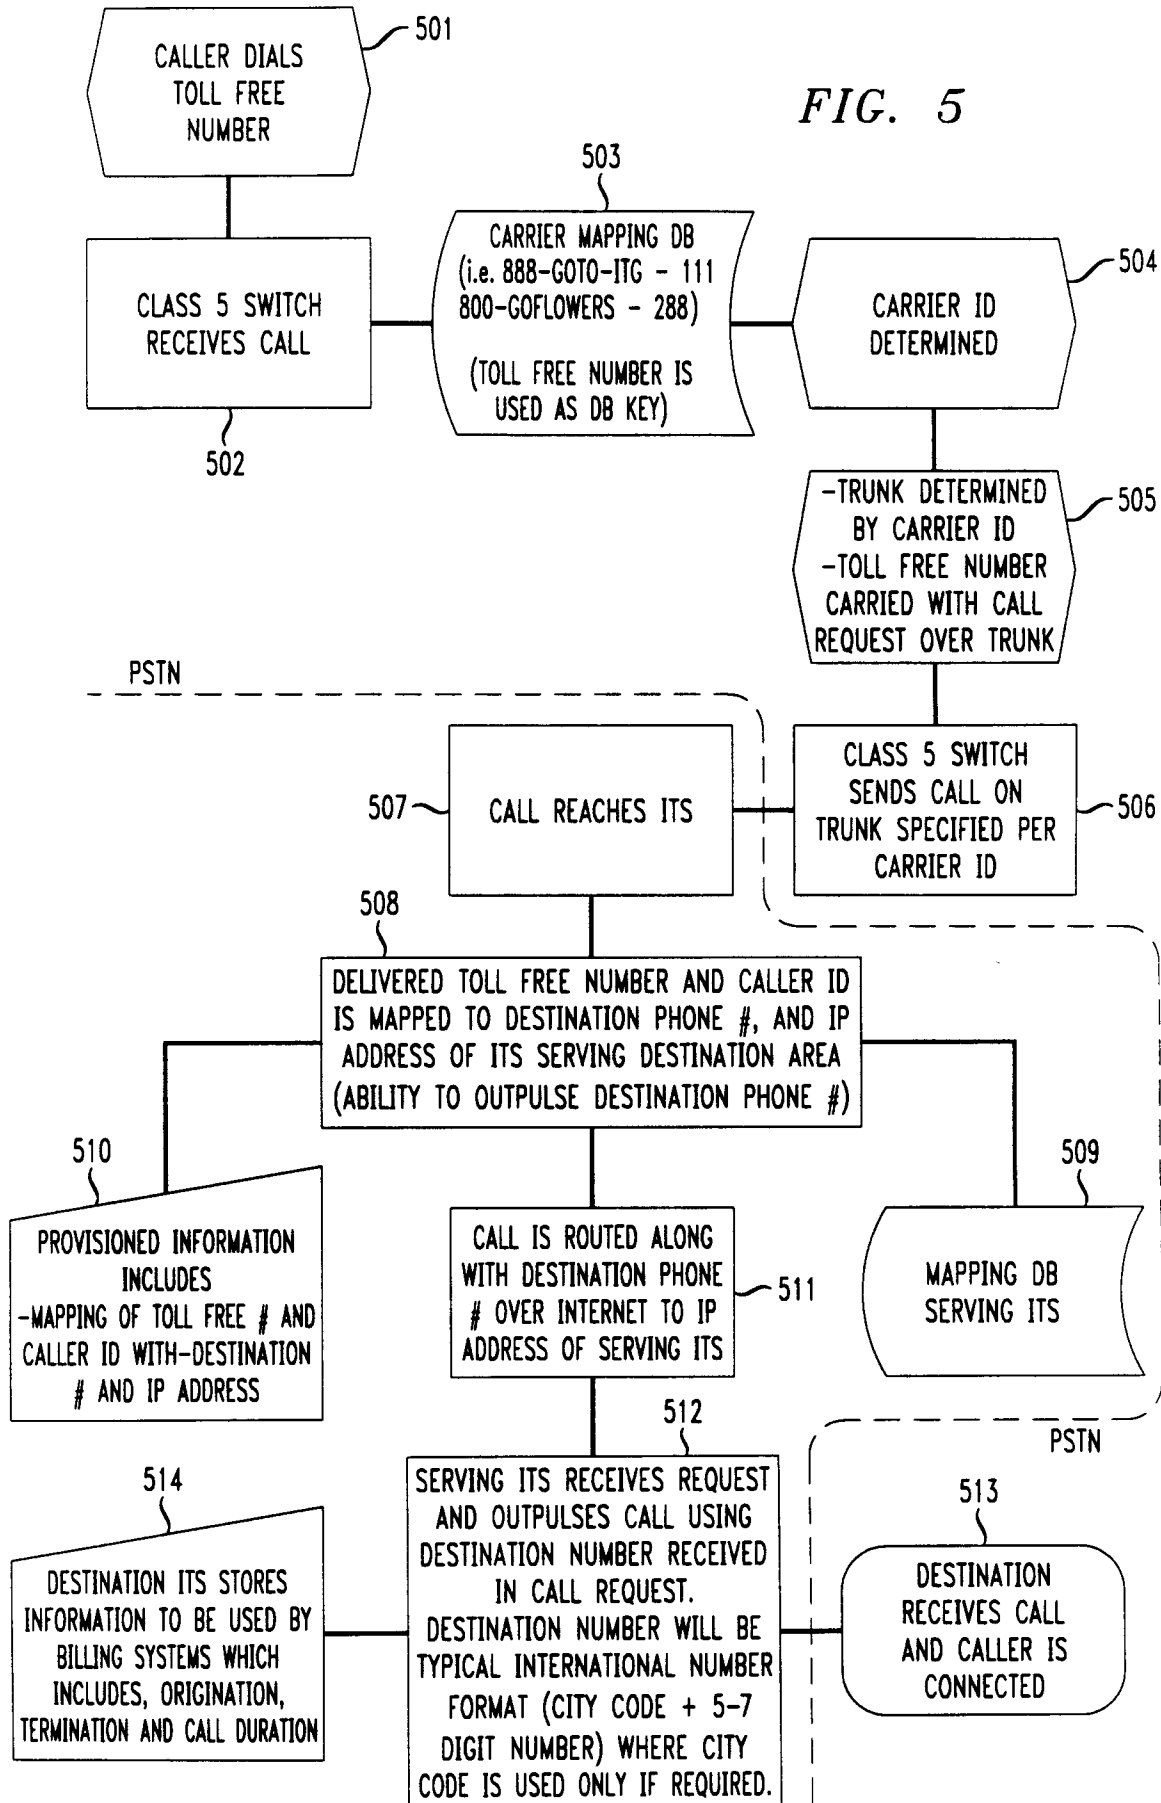 501
CALLER DIALS
TOLL FREE
NUMBER
FIG. 5
503
CARRIER MAPPING DB
(i.e. 888-GOTO-ITG - 111
800-GOFLOWERS - 288)
(TOLL FREE NUMBER IS
USED AS DB KEY)
CLASS 5 SWITCH
RECEIVES CALL
502
504
CARRIER ID
DETERMINED
505
-TRUNK DETERMINED
BY CARRIER ID
-TOLL FREE NUMBER
CARRIED WITH CALL
REQUEST OVER TRUNK
PSTN
CLASS 5 SWITCH
SENDS CALL ON
TRUNK SPECIFIED PER
CARRIER ID
506
507
CALL REACHES ITS
508
DELIVERED TOLL FREE NUMBER AND CALLER ID
IS MAPPED TO DESTINATION PHONE #, AND IP
ADDRESS OF ITS SERVING DESTINATION AREA
(ABILITY TO OUTPULSE DESTINATION PHONE #)
510
PROVISIONED INFORMATION
INCLUDES
-MAPPING OF TOLL FREE # AND
CALLER ID WITH-DESTINATION
# AND IP ADDRESS
CALL IS ROUTED ALONG
WITH DESTINATION PHONE
# OVER INTERNET TO IP
ADDRESS OF SERVING ITS
511
509
MAPPING DB
SERVING ITS
PSTN
512
SERVING ITS RECEIVES REQUEST
AND OUTPULSES CALL USING
DESTINATION NUMBER RECEIVED
IN CALL REQUEST.
DESTINATION NUMBER WILL BE
TYPICAL INTERNATIONAL NUMBER
FORMAT (CITY CODE + 5-7
DIGIT NUMBER) WHERE CITY
CODE IS USED ONLY IF REQUIRED.
514
DESTINATION ITS STORES
INFORMATION TO BE USED BY
BILLING SYSTEMS WHICH
INCLUDES, ORIGINATION,
TERMINATION AND CALL DURATION
513
DESTINATION
RECEIVES CALL
AND CALLER IS
CONNECTED